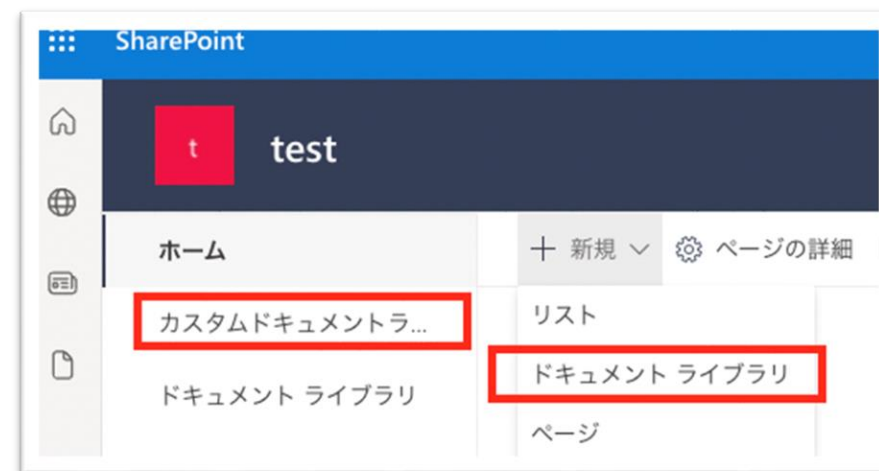 SharePoint
t
test
ホーム
カスタムドキュメントラ...
ドキュメント ライブラリ
+ 新規
ページの詳細
リスト
ドキュメント ライブラリ
ページ